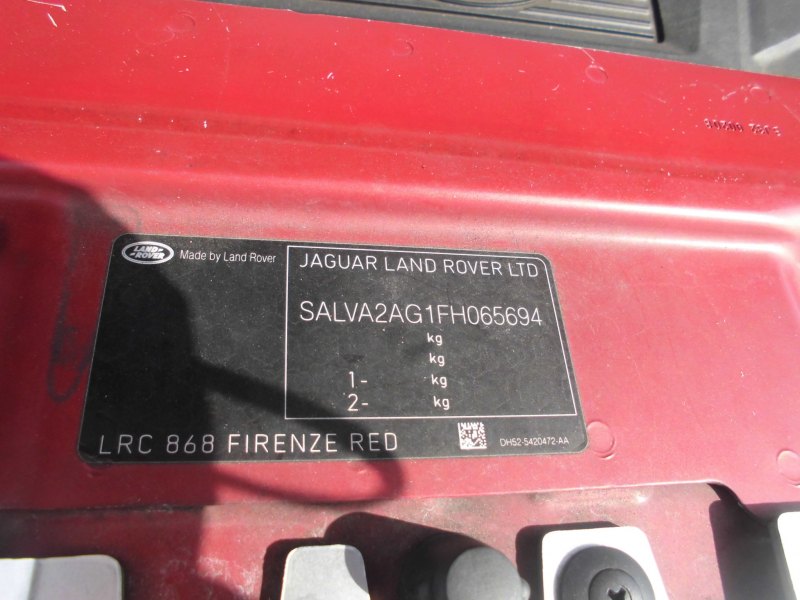 LAND-
ROVER
Made by Land Rover
JAGUAR LAND ROVER LTD
SALVA2AG1FH065694
kg
kg
1- kg
2- kg
LRC 868 FIRENZE RED
DH52-5420472-AA